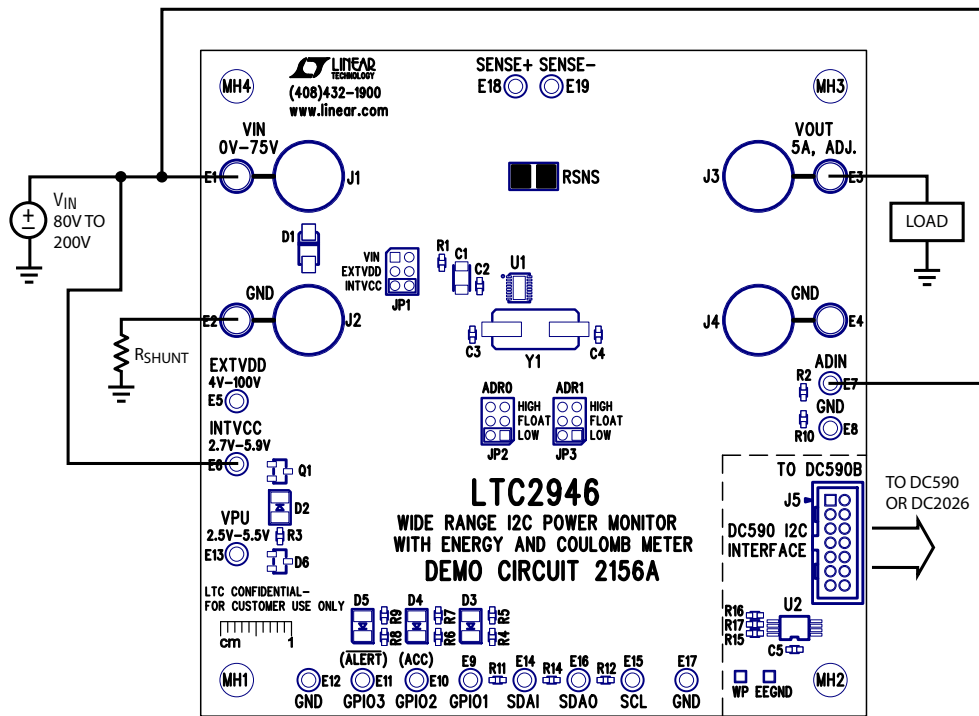 LINEAR
TECHNOLOGY
(408)432-1900
www.linear.com
MH4
SENSE+ SENSE-
E18 E19
MH3
VIN
0V-75V
VOUT
5A, ADJ.
E1
J1
RSNS
J3
E3
VIN
80V TO
200V
+
−
LOAD
D1
VIN
EXTVDD
INTVCC
JP1
R1
C1
C2
U1
GND
E2
J2
C3
Y1
C4
J4
GND
E4
RSHUNT
EXTVDD
4V-100V
E5
INTVCC
2.7V-5.9V
E6
ADR0
HIGH
FLOAT
LOW
JP2
ADR1
HIGH
FLOAT
LOW
JP3
ADIN
R2
E7
GND
R10
E8
Q1
D2
VPU
2.5V-5.5V
R3
E13
D6
LTC2946
WIDE RANGE I2C POWER MONITOR
WITH ENERGY AND COULOMB METER
DEMO CIRCUIT 2156A
TO DC590B
J5
DC590 I2C
INTERFACE
TO DC590
OR DC2026
LTC CONFIDENTIAL-
FOR CUSTOMER USE ONLY
cm 1
D5
R9
R8
D4
R7
R6
D3
R5
R4
U2
R16
R17
R15
C5
MH1
(ALERT)
(ACC)
E12
E11
E10
E9
R11
E14
R14
E16
R12
E15
E17
GND
GPIO3
GPIO2
GPIO1
SDAI
SDAO
SCL
GND
WP EEGND
MH2